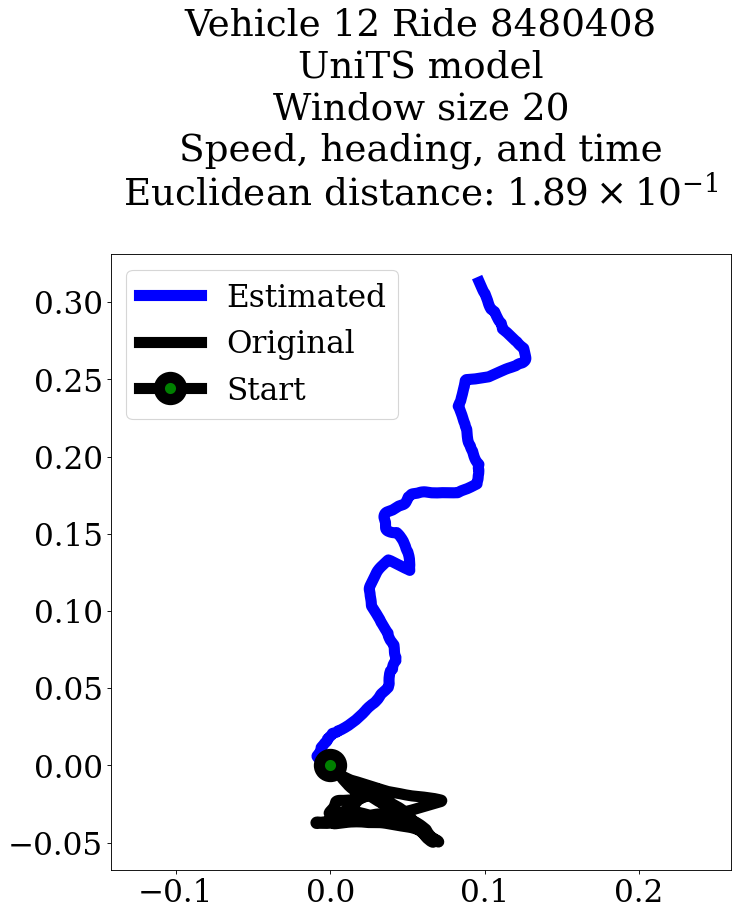 Vehicle 12 Ride 8480408
UniTS model
Window size 20
Speed, heading, and time
Euclidean distance: 1.89 × 10⁻¹
Estimated
Original
Start
0.30
0.25
0.20
0.15
0.10
0.05
0.00
−0.05
−0.1 0.0 0.1 0.2